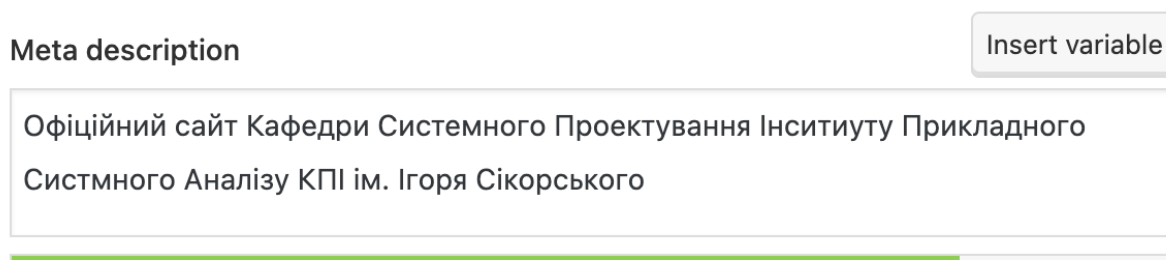 Meta description
Insert variable
Офіційний сайт Кафедри Системного Проектування Інситиуту Прикладного
Систмного Аналізу КПІ ім. Ігоря Сікорського